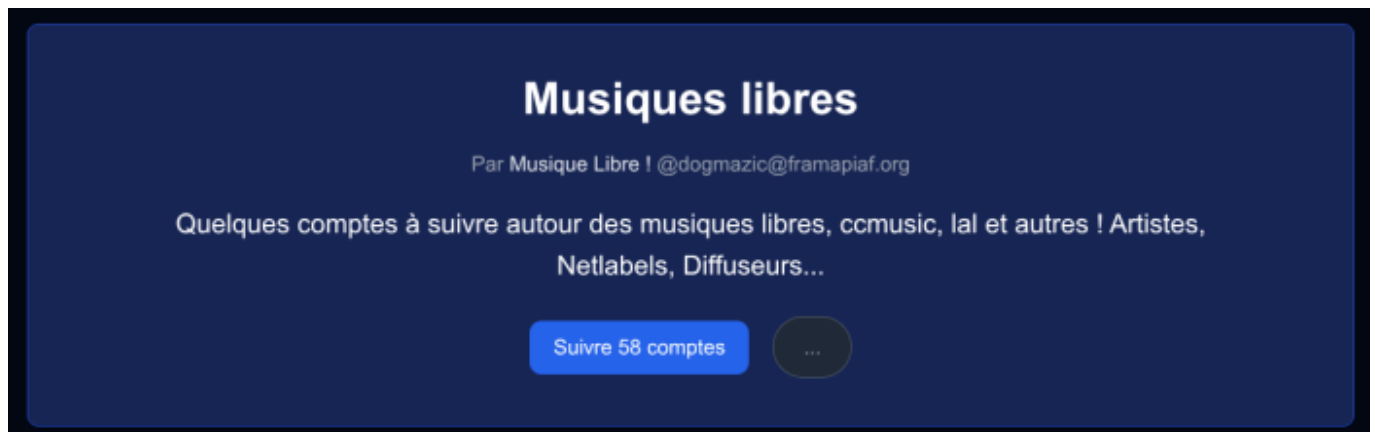 Musiques libres
Par Musique Libre ! @dogmazic@framapiaf.org
Quelques comptes à suivre autour des musiques libres, ccmusic, lal et autres ! Artistes,
Netlabels, Diffuseurs...
Suivre 58 comptes
...